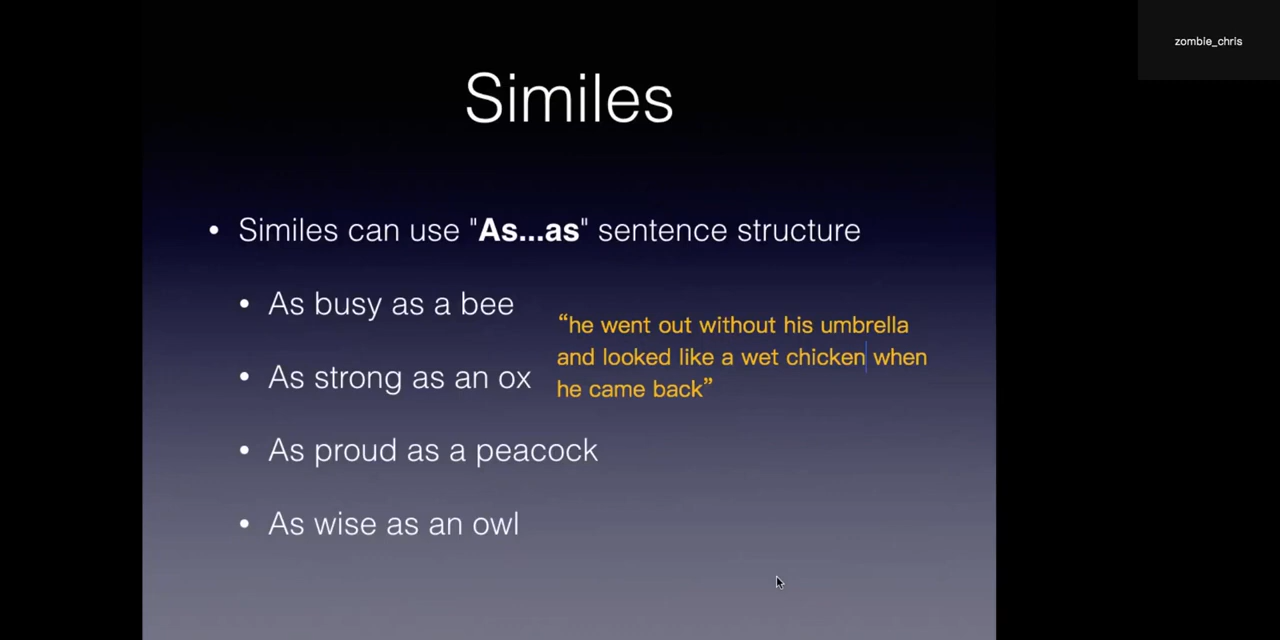 zombie_chris
Similes
• Similes can use "As...as" sentence structure
• As busy as a bee
“he went out without his umbrella
and looked like a wet chicken when
he came back”
• As strong as an ox
• As proud as a peacock
• As wise as an owl